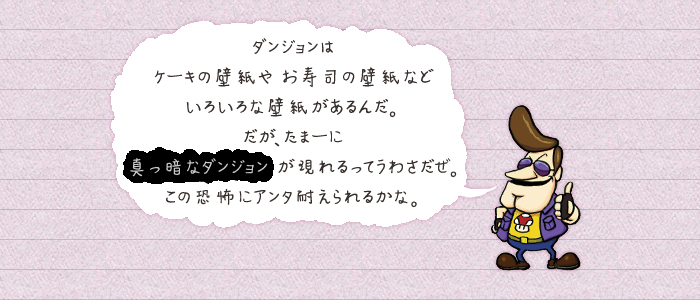 ダンジョンは
ケーキの壁紙や お寿司の壁紙など
いろいろな壁紙があるんだ。
だが、たまーに
真っ暗なダンジョン が現れるってうわさだぜ。
この恐怖にアンタ耐えられるかな。